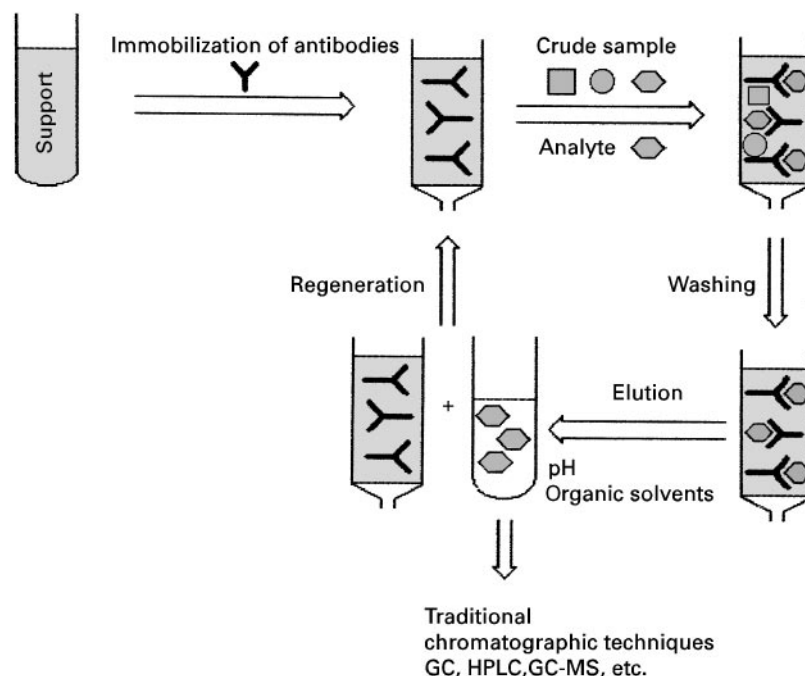 Support
Immobilization of antibodies
Crude sample
Analyte
Regeneration
Washing
+
Elution
pH
Organic solvents
Traditional
chromatographic techniques
GC, HPLC,GC-MS, etc.